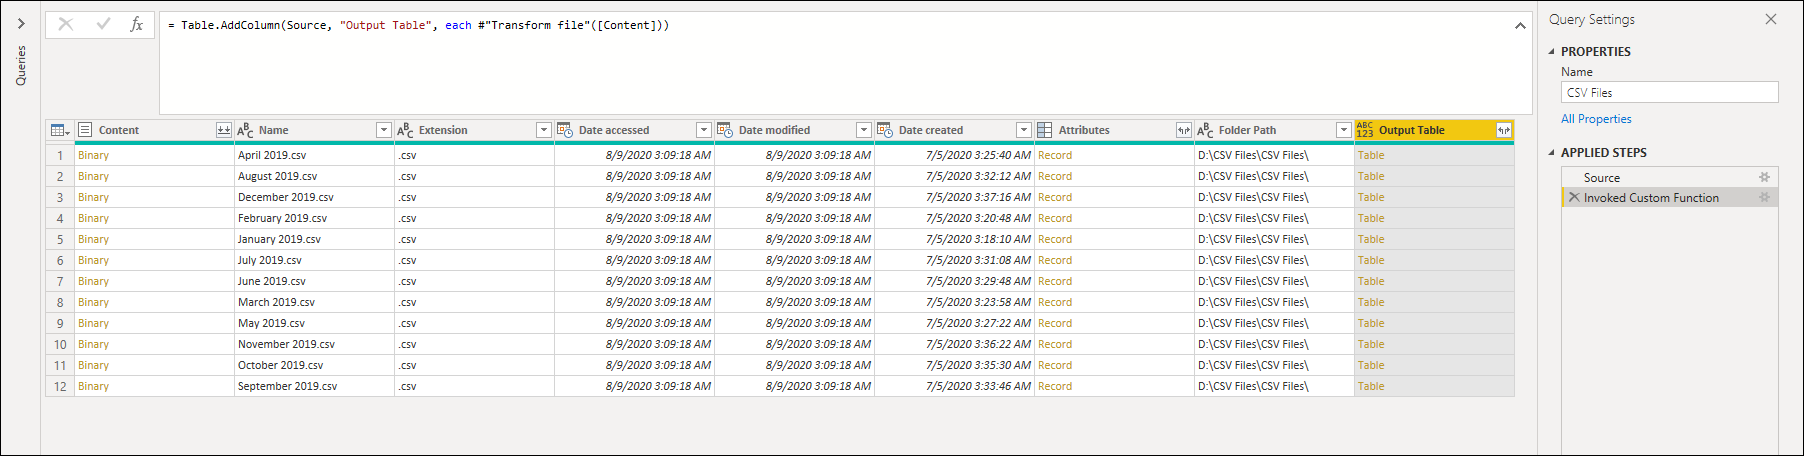 Queries
fx
= Table.AddColumn(Source, "Output Table", each #"Transform file"([Content]))
Content ABC Name ABC Extension Date accessed Date modified Date created Attributes ABC Folder Path ABC 123 Output Table
1 Binary April 2019.csv .csv 8/9/2020 3:09:18 AM 8/9/2020 3:09:18 AM 7/5/2020 3:25:40 AM Record D:\CSV Files\CSV Files\ Table
2 Binary August 2019.csv .csv 8/9/2020 3:09:18 AM 8/9/2020 3:09:18 AM 7/5/2020 3:32:12 AM Record D:\CSV Files\CSV Files\ Table
3 Binary December 2019.csv .csv 8/9/2020 3:09:18 AM 8/9/2020 3:09:18 AM 7/5/2020 3:37:16 AM Record D:\CSV Files\CSV Files\ Table
4 Binary February 2019.csv .csv 8/9/2020 3:09:18 AM 8/9/2020 3:09:18 AM 7/5/2020 3:20:48 AM Record D:\CSV Files\CSV Files\ Table
5 Binary January 2019.csv .csv 8/9/2020 3:09:18 AM 8/9/2020 3:09:18 AM 7/5/2020 3:18:10 AM Record D:\CSV Files\CSV Files\ Table
6 Binary July 2019.csv .csv 8/9/2020 3:09:18 AM 8/9/2020 3:09:18 AM 7/5/2020 3:31:08 AM Record D:\CSV Files\CSV Files\ Table
7 Binary June 2019.csv .csv 8/9/2020 3:09:18 AM 8/9/2020 3:09:18 AM 7/5/2020 3:29:48 AM Record D:\CSV Files\CSV Files\ Table
8 Binary March 2019.csv .csv 8/9/2020 3:09:18 AM 8/9/2020 3:09:18 AM 7/5/2020 3:23:58 AM Record D:\CSV Files\CSV Files\ Table
9 Binary May 2019.csv .csv 8/9/2020 3:09:18 AM 8/9/2020 3:09:18 AM 7/5/2020 3:27:22 AM Record D:\CSV Files\CSV Files\ Table
10 Binary November 2019.csv .csv 8/9/2020 3:09:18 AM 8/9/2020 3:09:18 AM 7/5/2020 3:36:22 AM Record D:\CSV Files\CSV Files\ Table
11 Binary October 2019.csv .csv 8/9/2020 3:09:18 AM 8/9/2020 3:09:18 AM 7/5/2020 3:35:30 AM Record D:\CSV Files\CSV Files\ Table
12 Binary September 2019.csv .csv 8/9/2020 3:09:18 AM 8/9/2020 3:09:18 AM 7/5/2020 3:33:46 AM Record D:\CSV Files\CSV Files\ Table
Query Settings
PROPERTIES
Name
CSV Files
All Properties
APPLIED STEPS
Source
Invoked Custom Function